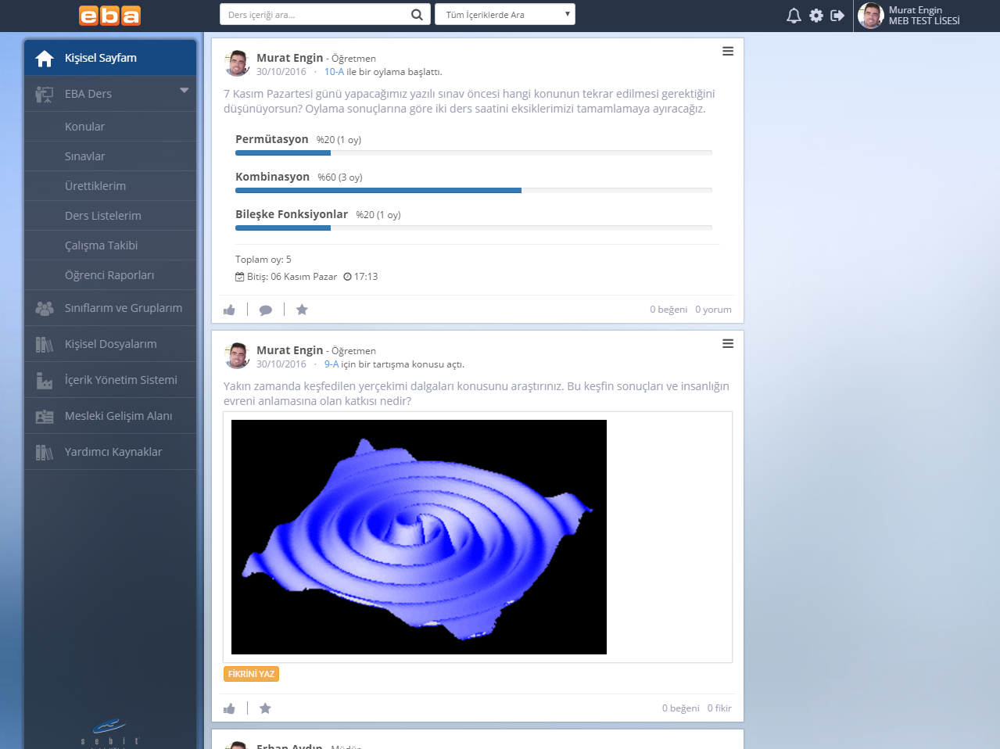 eba
Ders içeriği ara...
Tüm İçeriklerde Ara
Murat Engin
MEB TEST LİSESİ
Kişisel Sayfam
EBA Ders
Konular
Sınavlar
Ürettiklerim
Ders Listelerim
Çalışma Takibi
Öğrenci Raporları
Sınıflarım ve Gruplarım
Kişisel Dosyalarım
İçerik Yönetim Sistemi
Mesleki Gelişim Alanı
Yardımcı Kaynaklar
sebit
Murat Engin - Öğretmen
30/10/2016 · 10-A ile bir oylama başlattı.
7 Kasım Pazartesi günü yapacağımız yazılı sınav öncesi hangi konunun tekrar edilmesi gerektiğini
düşünüyorsun? Oylama sonuçlarına göre iki ders saatini eksiklerimizi tamamlamaya ayıracağız.
Permütasyon %20 (1 oy)
Kombinasyon %60 (3 oy)
Bileşke Fonksiyonlar %20 (1 oy)
Toplam oy: 5
Bitiş: 06 Kasım Pazar 17:13
0 beğeni 0 yorum
Murat Engin - Öğretmen
30/10/2016 · 9-A için bir tartışma konusu açtı.
Yakın zamanda keşfedilen yerçekimi dalgaları konusunu araştırınız. Bu keşfin sonuçları ve insanlığın
evreni anlamasına olan katkısı nedir?
FİKRİNİ YAZ
0 beğeni 0 fikir
Erhan Aydın - Müdür